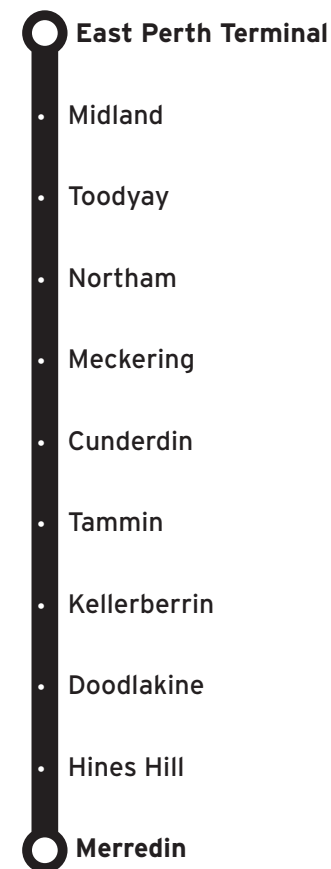 East Perth Terminal
Midland
Toodyay
Northam
Meckering
Cunderdin
Tammin
Kellerberrin
Doodlakine
Hines Hill
Merredin